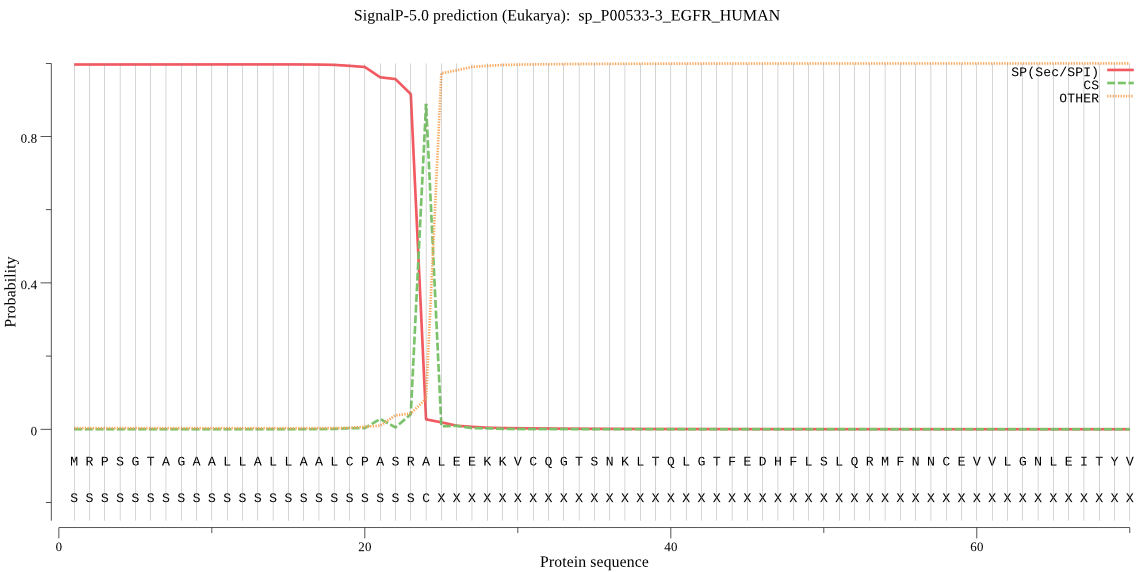 SignalP-5.0 prediction (Eukarya): sp_P00533-3_EGFR_HUMAN
SP(Sec/SPI)
CS
OTHER
0.8
0.4
0
Probability
M R P S G T A G A A L L A L L A A L C P A S R A L E E K K V C Q G T S N K L T Q L G T F E D H F L S L Q R M F N N C E V V L G N L E I T Y V
S S S S S S S S S S S S S S S S S S S S S S S C X X X X X X X X X X X X X X X X X X X X X X X X X X X X X X X X X X X X X X X X X X X X X X
0 20 40 60
Protein sequence